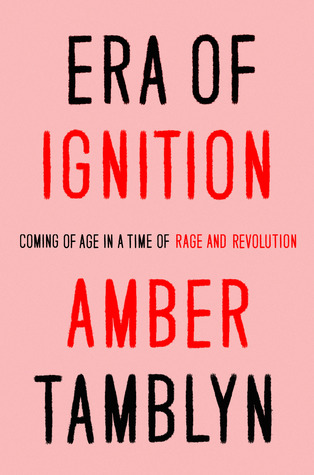 ERA OF
IGNITION
COMING OF AGE IN A TIME OF RAGE AND REVOLUTION
AMBER
TAMBLYN